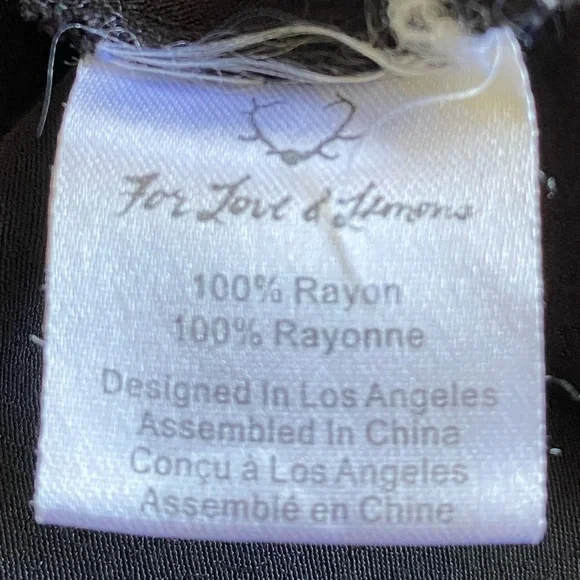 For Love & Lemons
100% Rayon
100% Rayonne
Designed In Los Angeles
Assembled In China
Conçu à Los Angeles
Assemblé en Chine